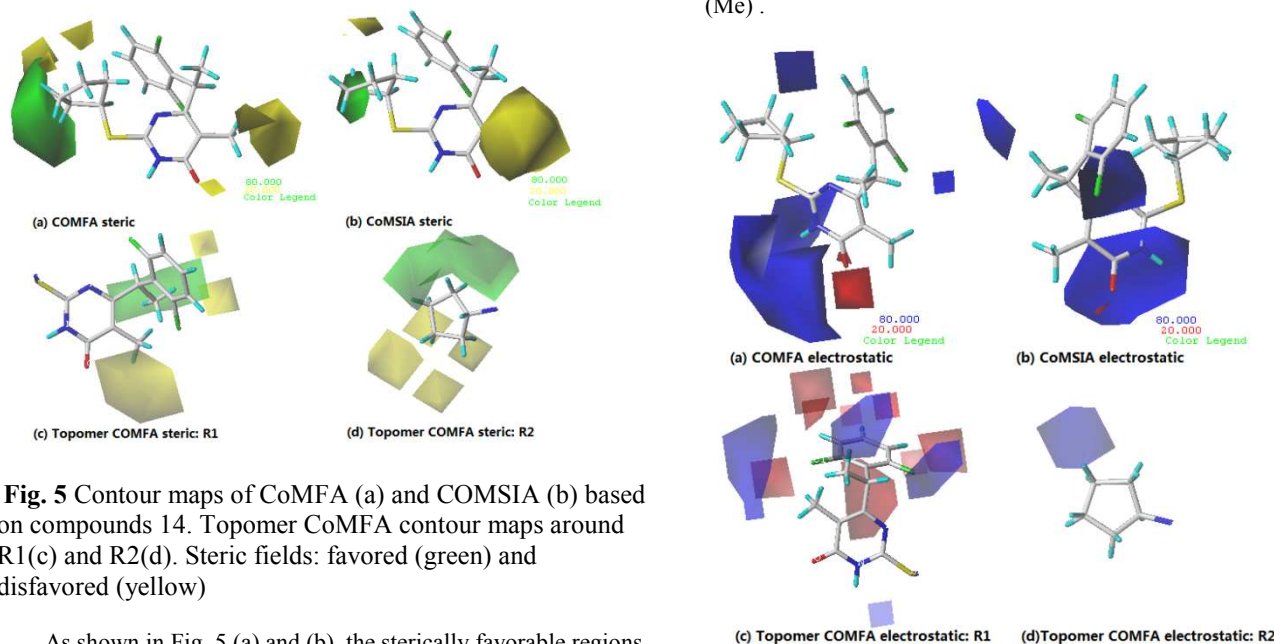 80.000
20.000
Color Legend
(a) COMFA steric
80.000
20.000
Color Legend
(b) CoMSIA steric
(c) Topomer COMFA steric: R1
(d) Topomer COMFA steric: R2
Fig. 5 Contour maps of CoMFA (a) and COMSIA (b) based
on compounds 14. Topomer CoMFA contour maps around
R1(c) and R2(d). Steric fields: favored (green) and
disfavored (yellow)
As shown in Fig. 5 (a) and (b), the sterically favorable regions
(Me) .
80.000
20.000
Color Legend
(a) COMFA electrostatic
80.000
20.000
Color Legend
(b) CoMSIA electrostatic
(c) Topomer COMFA electrostatic: R1
(d)Topomer COMFA electrostatic: R2